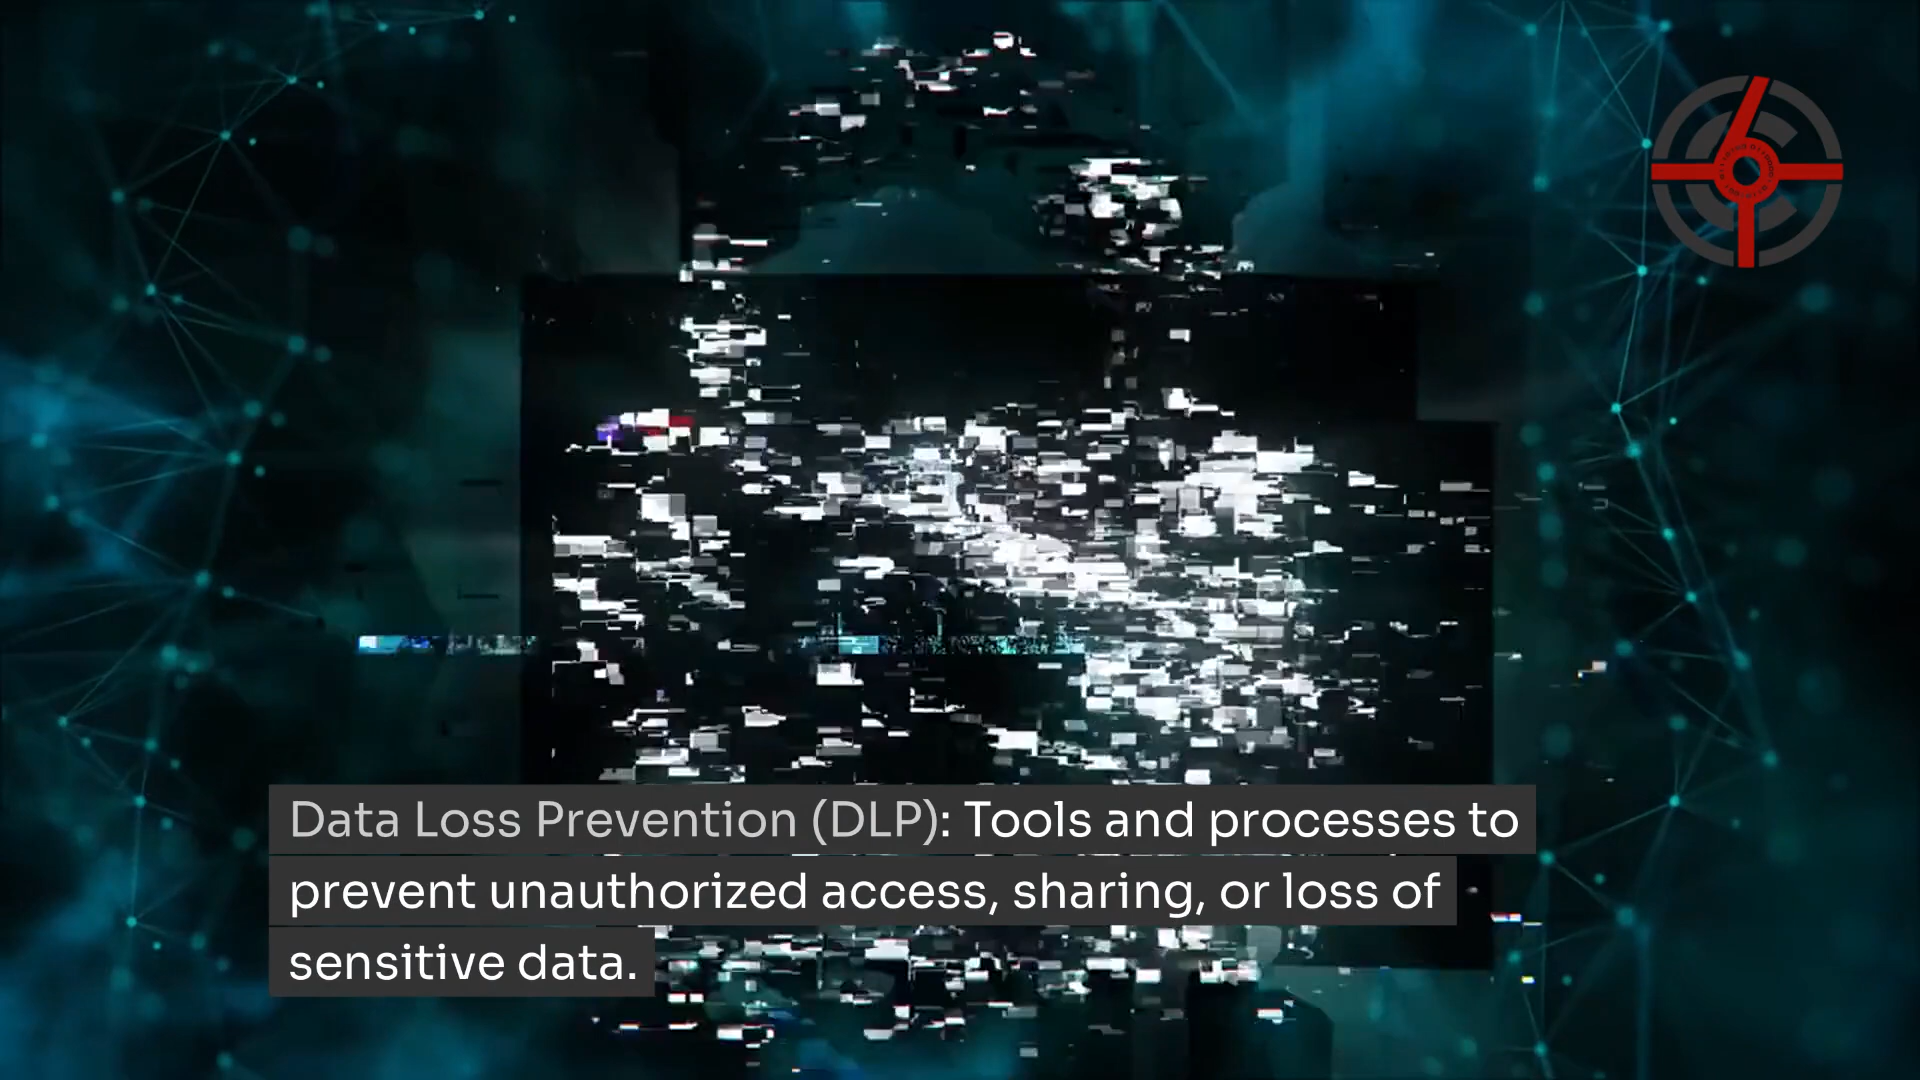 Data Loss Prevention (DLP): Tools and processes to
prevent unauthorized access, sharing, or loss of
sensitive data.